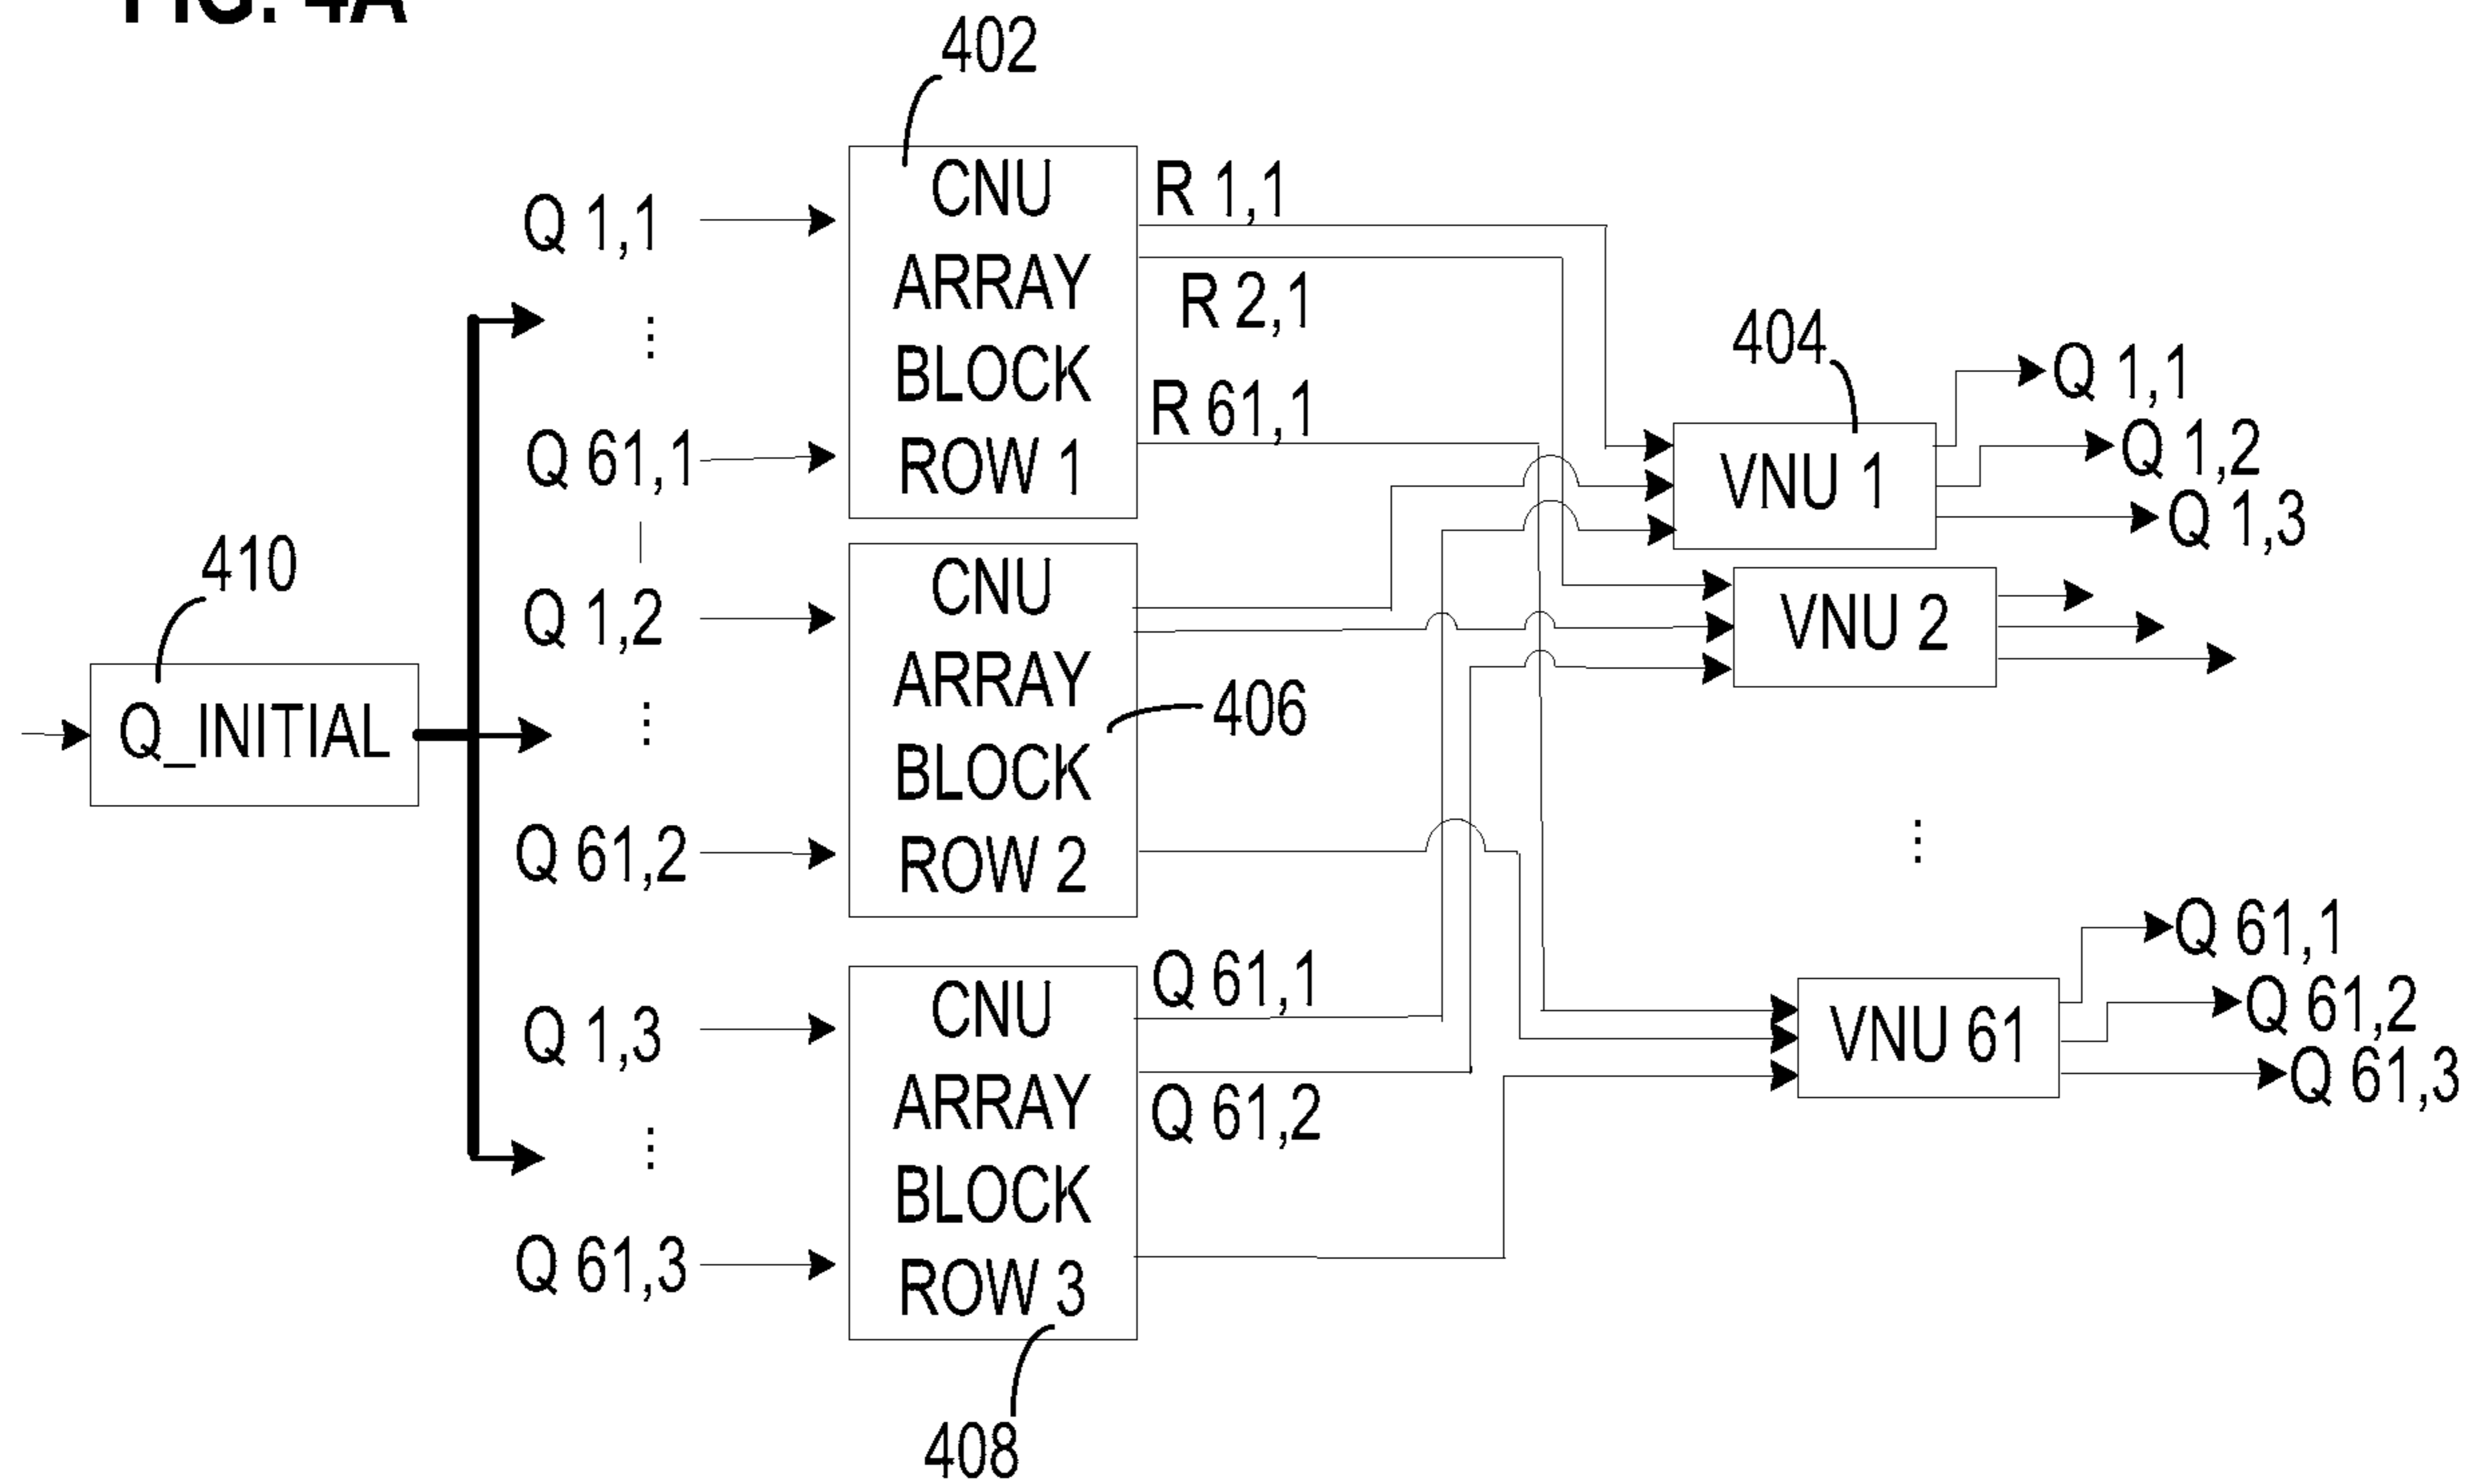 FIG. 4A
402
Q 1,1
⋮
Q 61,1
CNU
ARRAY
BLOCK
ROW 1
R 1,1
R 2,1
R 61,1
404
VNU 1
Q 1,1
Q 1,2
Q 1,3
410
Q_INITIAL
Q 1,2
⋮
Q 61,2
CNU
ARRAY
BLOCK
ROW 2
406
VNU 2
⋮
Q 1,3
⋮
Q 61,3
CNU
ARRAY
BLOCK
ROW 3
408
Q 61,1
Q 61,2
VNU 61
Q 61,1
Q 61,2
Q 61,3